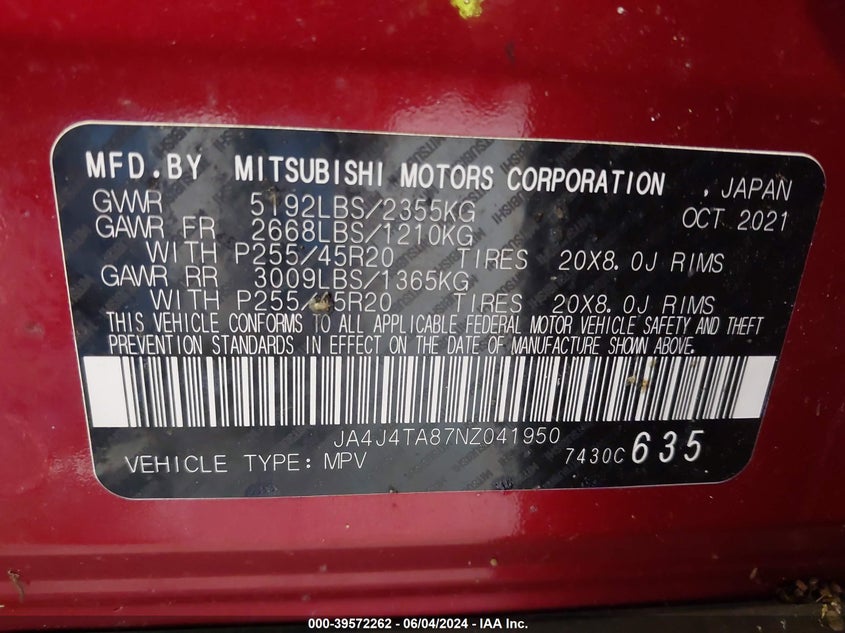 MFD.BY MITSUBISHI MOTORS CORPORATION , JAPAN
GVWR 5192LBS/2355KG OCT 2021
GAWR FR 2668LBS/1210KG
WITH P255/45R20 TIRES 20X8.0J RIMS
GAWR RR 3009LBS/1365KG
WITH P255/45R20 TIRES 20X8.0J RIMS
THIS VEHICLE CONFORMS TO ALL APPLICABLE FEDERAL MOTOR VEHICLE SAFETY AND THEFT
PREVENTION STANDARDS IN EFFECT ON THE DATE OF MANUFACTURE SHOWN ABOVE.
JA4J4TA87NZ041950
VEHICLE TYPE: MPV 7430C 635
000-39572262 - 06/04/2024 - IAA Inc.